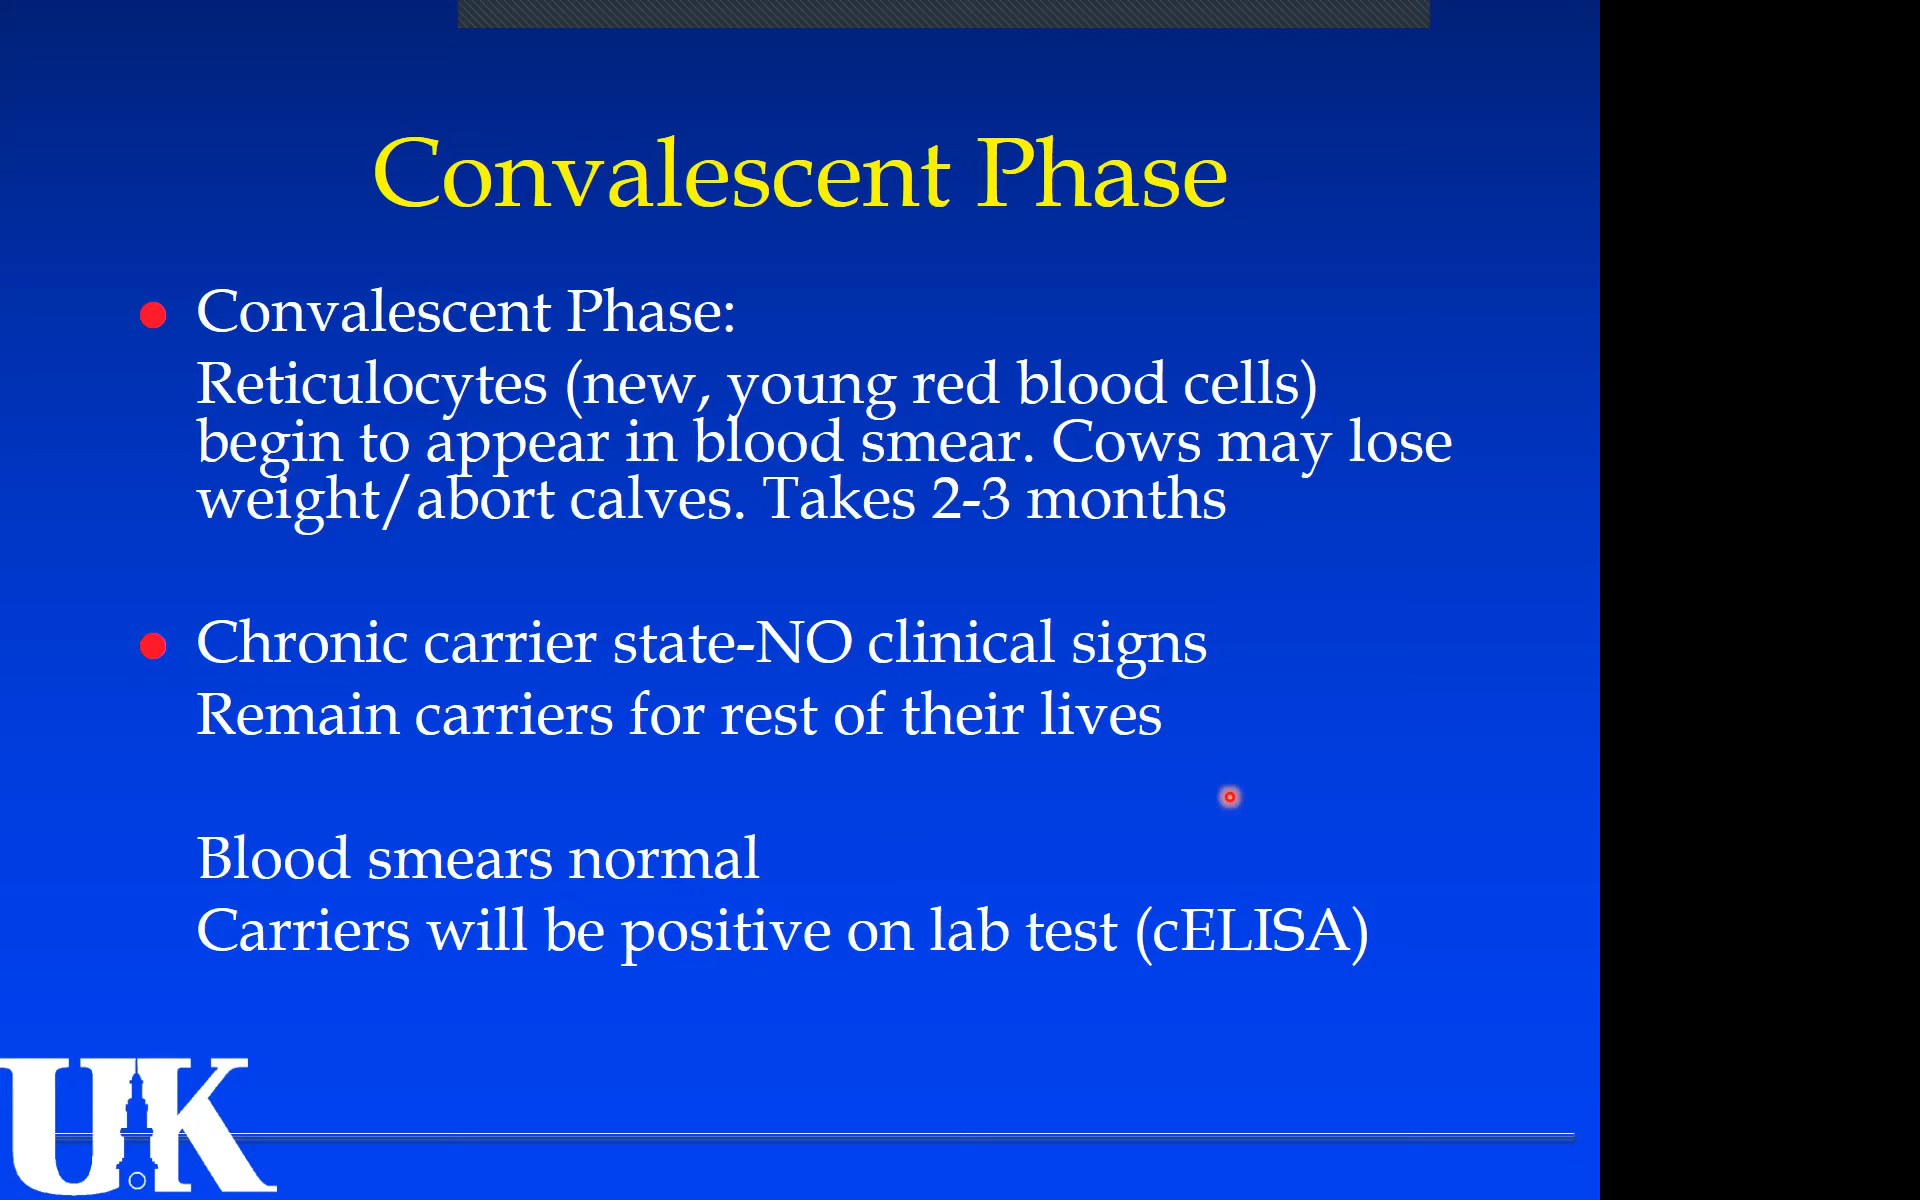 Convalescent Phase
Convalescent Phase:
Reticulocytes (new, young red blood cells)
begin to appear in blood smear. Cows may lose
weight/abort calves. Takes 2-3 months
Chronic carrier state-NO clinical signs
Remain carriers for rest of their lives
Blood smears normal
Carriers will be positive on lab test (cELISA)
UK